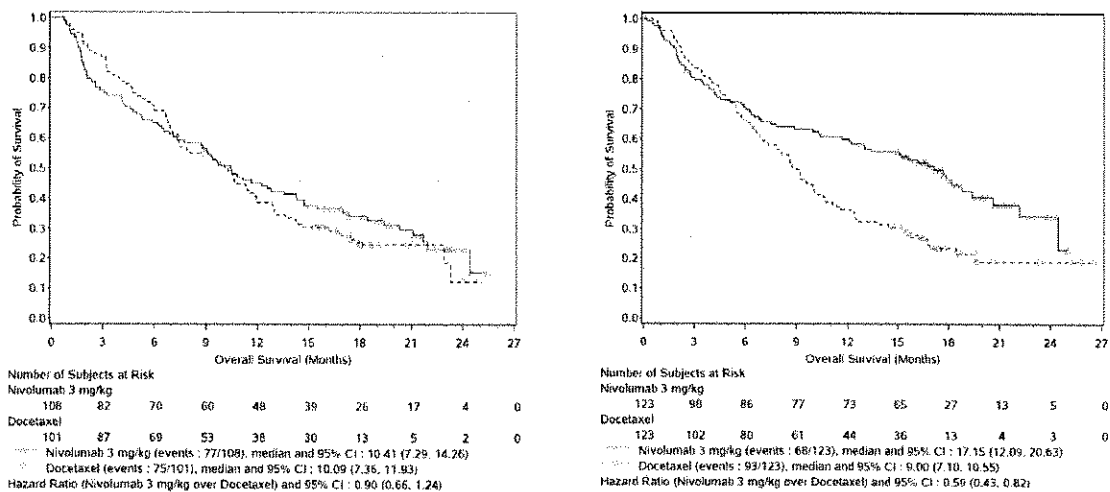 1.0
0.9
0.8
0.7
0.6
0.5
0.4
0.3
0.2
0.1
0.0
Probability of Survival
0 3 6 9 12 15 18 21 24 27
Overall Survival (Months)
Number of Subjects at Risk
Nivolumab 3 mg/kg
108 82 70 60 48 39 26 17 4 0
Docetaxel
101 87 69 53 38 30 13 5 2 0
Nivolumab 3 mg/kg (events : 77/108), median and 95% CI : 10.41 (7.29, 14.26)
Docetaxel (events : 75/101), median and 95% CI : 10.09 (7.36, 11.93)
Hazard Ratio (Nivolumab 3 mg/kg over Docetaxel) and 95% CI : 0.90 (0.66, 1.24)
1.0
0.9
0.8
0.7
0.6
0.5
0.4
0.3
0.2
0.1
0.0
Probability of Survival
0 3 6 9 12 15 18 21 24 27
Overall Survival (Months)
Number of Subjects at Risk
Nivolumab 3 mg/kg
123 98 86 77 73 65 27 13 5 0
Docetaxel
123 102 80 61 44 36 13 4 3 0
Nivolumab 3 mg/kg (events : 68/123), median and 95% CI : 17.15 (12.09, 20.63)
Docetaxel (events : 93/123), median and 95% CI : 9.00 (7.10, 10.55)
Hazard Ratio (Nivolumab 3 mg/kg over Docetaxel) and 95% CI : 0.59 (0.43, 0.82)